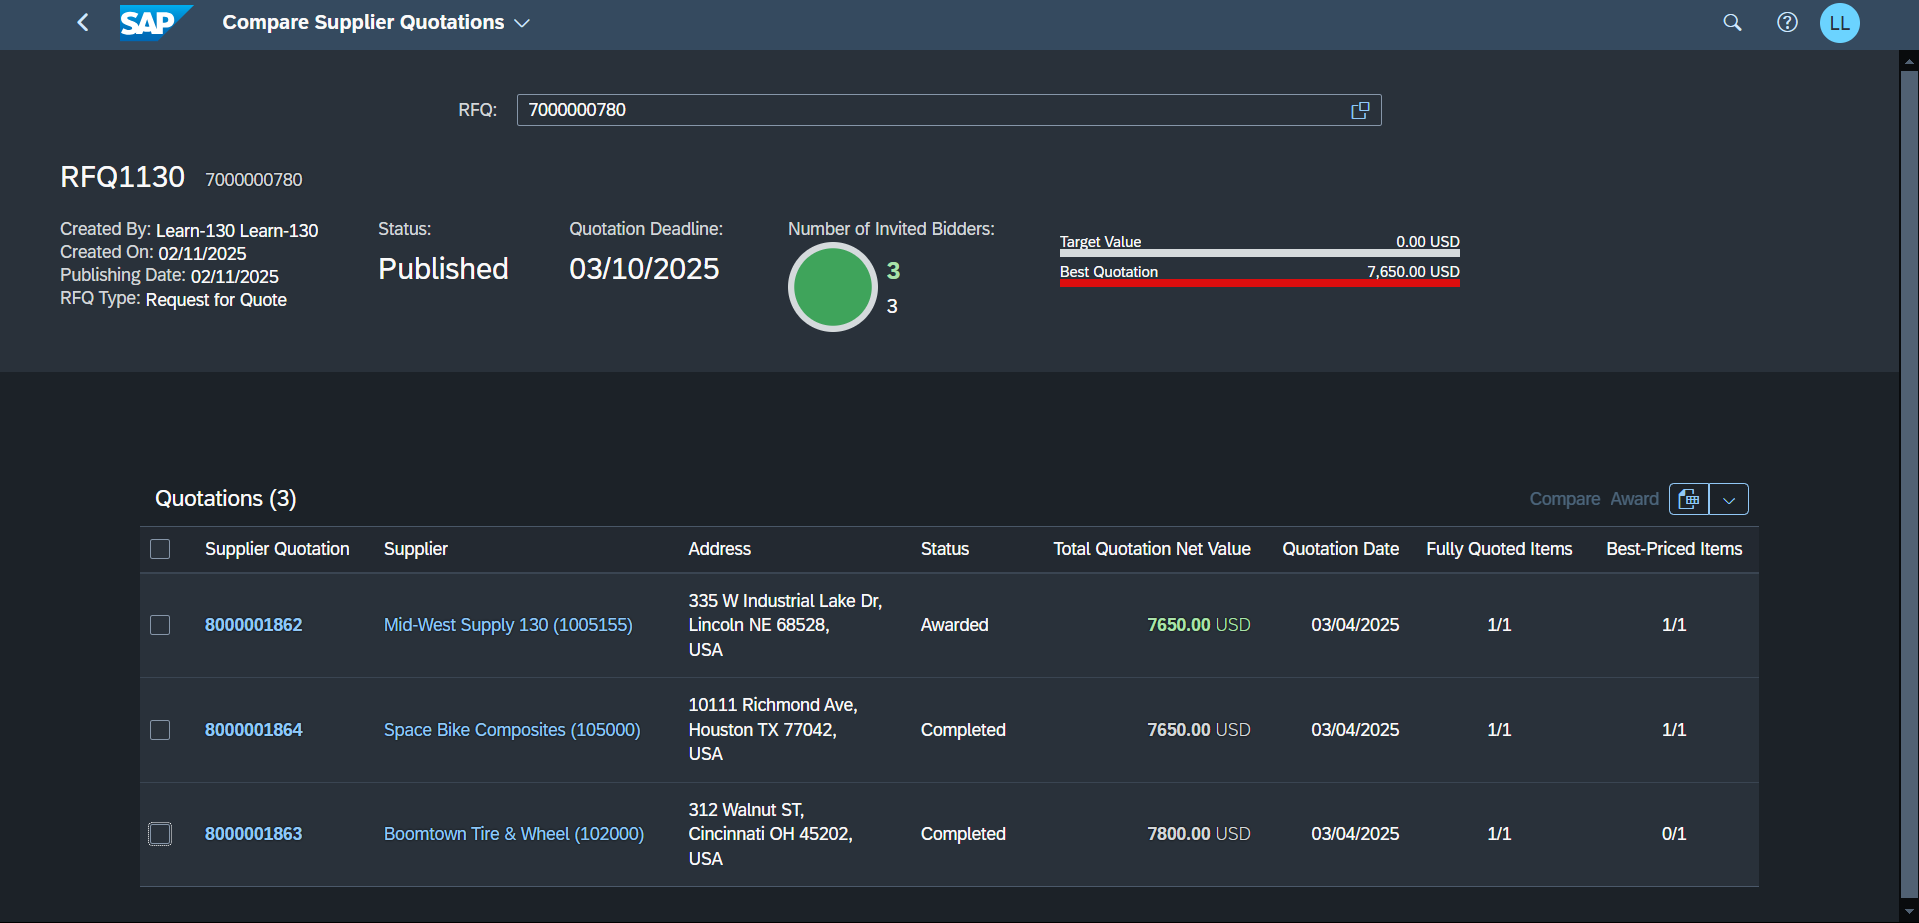 SAP Compare Supplier Quotations
LL
RFQ: 7000000780
RFQ1130 7000000780
Created By: Learn-130 Learn-130
Created On: 02/11/2025
Publishing Date: 02/11/2025
RFQ Type: Request for Quote
Status:
Published
Quotation Deadline:
03/10/2025
Number of Invited Bidders:
3
3
Target Value 0.00 USD
Best Quotation 7,650.00 USD
Quotations (3) Compare Award
Supplier Quotation Supplier Address Status Total Quotation Net Value Quotation Date Fully Quoted Items Best-Priced Items
335 W Industrial Lake Dr,
8000001862 Mid-West Supply 130 (1005155) Lincoln NE 68528, Awarded 7650.00 USD 03/04/2025 1/1 1/1
USA
10111 Richmond Ave,
8000001864 Space Bike Composites (105000) Houston TX 77042, Completed 7650.00 USD 03/04/2025 1/1 1/1
USA
312 Walnut ST,
8000001863 Boomtown Tire & Wheel (102000) Cincinnati OH 45202, Completed 7800.00 USD 03/04/2025 1/1 0/1
USA